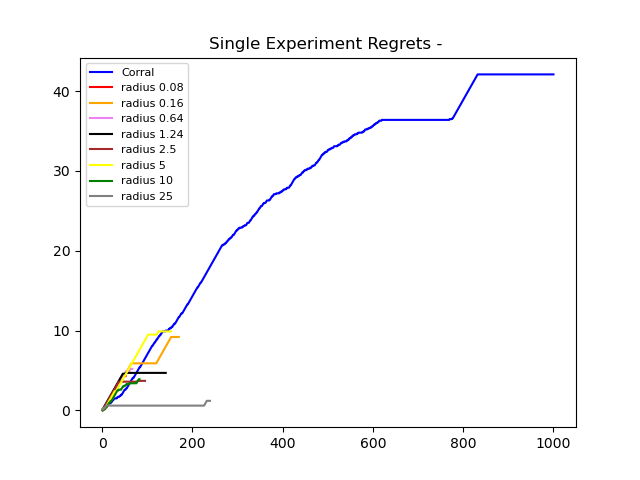 Single Experiment Regrets -
Corral
radius 0.08
radius 0.16
radius 0.64
radius 1.24
radius 2.5
radius 5
radius 10
radius 25
40
30
20
10
0
0 200 400 600 800 1000